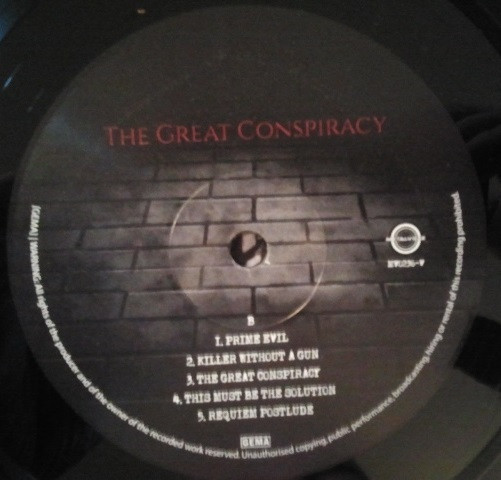 THE GREAT CONSPIRACY
B
1. PRIME EVIL
2. KILLER WITHOUT A GUN
3. THE GREAT CONSPIRACY
4. THIS MUST BE THE SOLUTION
5. REQUIEM POSTLUDE
GEMA
[GEMA] | WARNING: All rights of the producer and of the owner of the recorded work reserved. Unauthorised copying, public performance, broadcasting, hiring or rental of this recording prohibited.